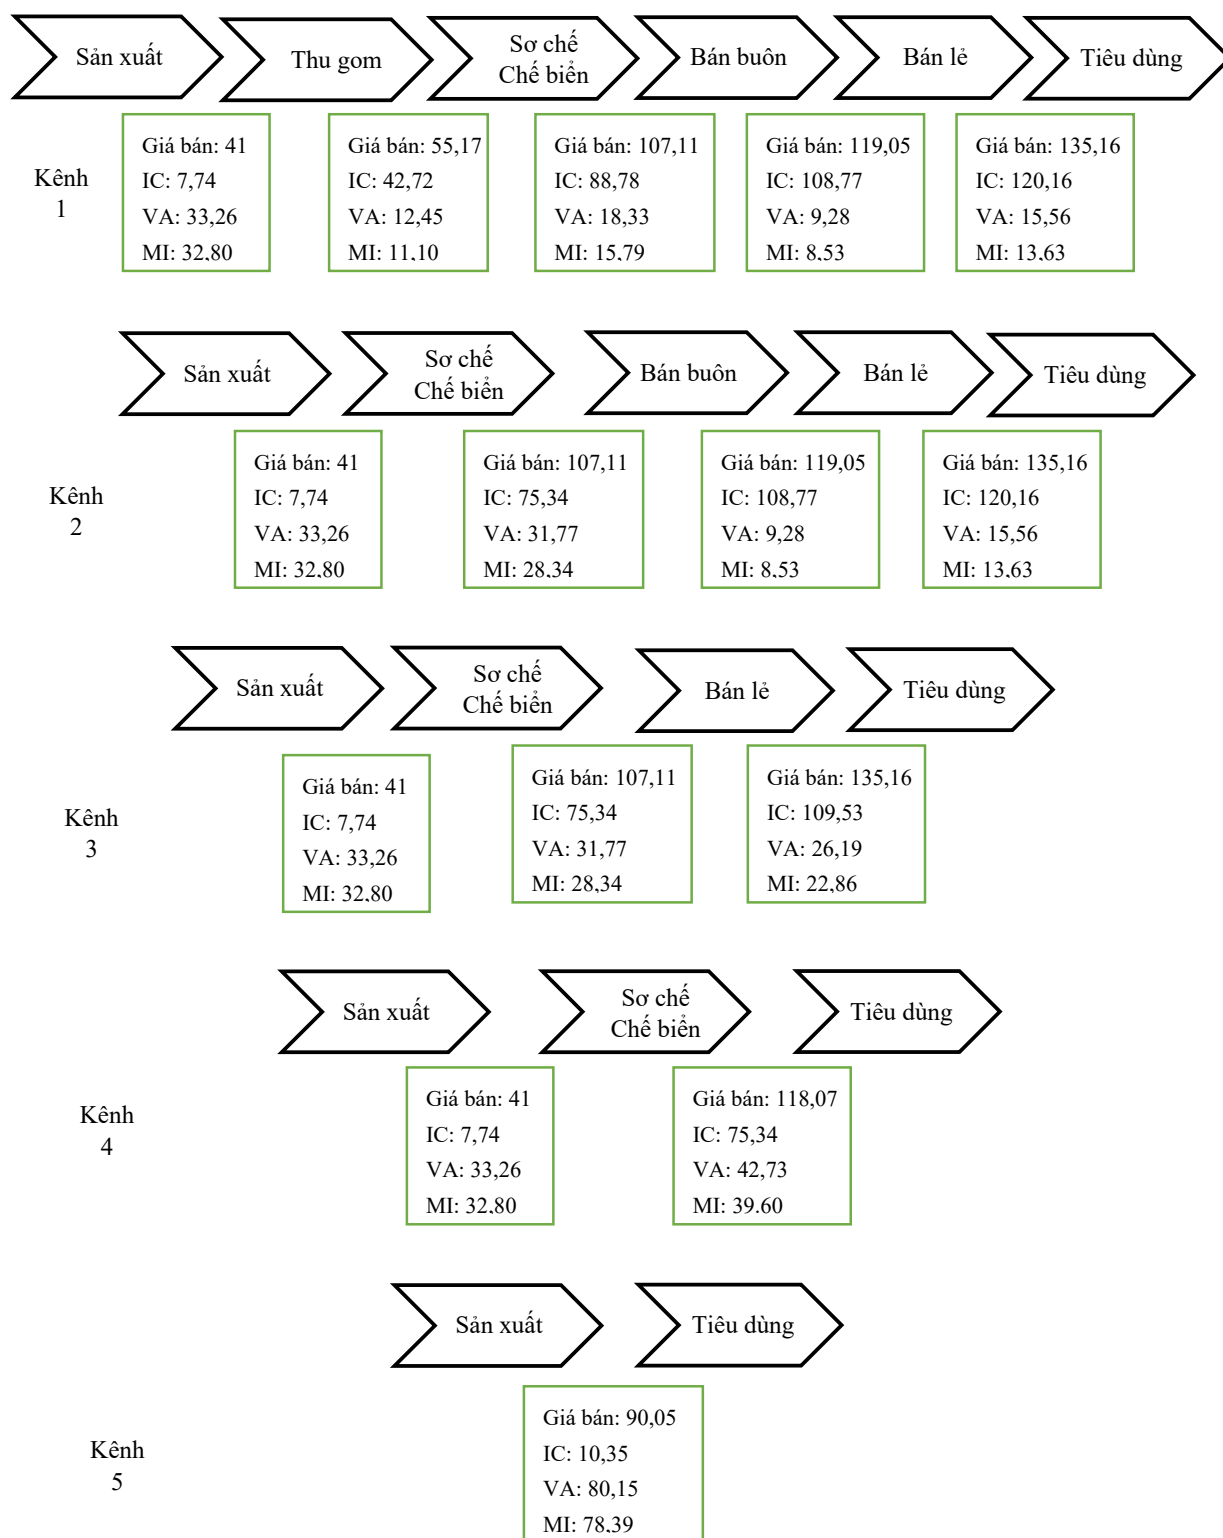 Sản xuất
Thu gom
Sơ chế
Chế biến
Bán buôn
Bán lẻ
Tiêu dùng
Kênh
1
Giá bán: 41
IC: 7,74
VA: 33,26
MI: 32,80
Giá bán: 55,17
IC: 42,72
VA: 12,45
MI: 11,10
Giá bán: 107,11
IC: 88,78
VA: 18,33
MI: 15,79
Giá bán: 119,05
IC: 108,77
VA: 9,28
MI: 8,53
Giá bán: 135,16
IC: 120,16
VA: 15,56
MI: 13,63
Sản xuất
Sơ chế
Chế biến
Bán buôn
Bán lẻ
Tiêu dùng
Kênh
2
Giá bán: 41
IC: 7,74
VA: 33,26
MI: 32,80
Giá bán: 107,11
IC: 75,34
VA: 31,77
MI: 28,34
Giá bán: 119,05
IC: 108,77
VA: 9,28
MI: 8,53
Giá bán: 135,16
IC: 120,16
VA: 15,56
MI: 13,63
Sản xuất
Sơ chế
Chế biến
Bán lẻ
Tiêu dùng
Kênh
3
Giá bán: 41
IC: 7,74
VA: 33,26
MI: 32,80
Giá bán: 107,11
IC: 75,34
VA: 31,77
MI: 28,34
Giá bán: 135,16
IC: 109,53
VA: 26,19
MI: 22,86
Sản xuất
Sơ chế
Chế biến
Tiêu dùng
Kênh
4
Giá bán: 41
IC: 7,74
VA: 33,26
MI: 32,80
Giá bán: 118,07
IC: 75,34
VA: 42,73
MI: 39.60
Sản xuất
Tiêu dùng
Kênh
5
Giá bán: 90,05
IC: 10,35
VA: 80,15
MI: 78,39